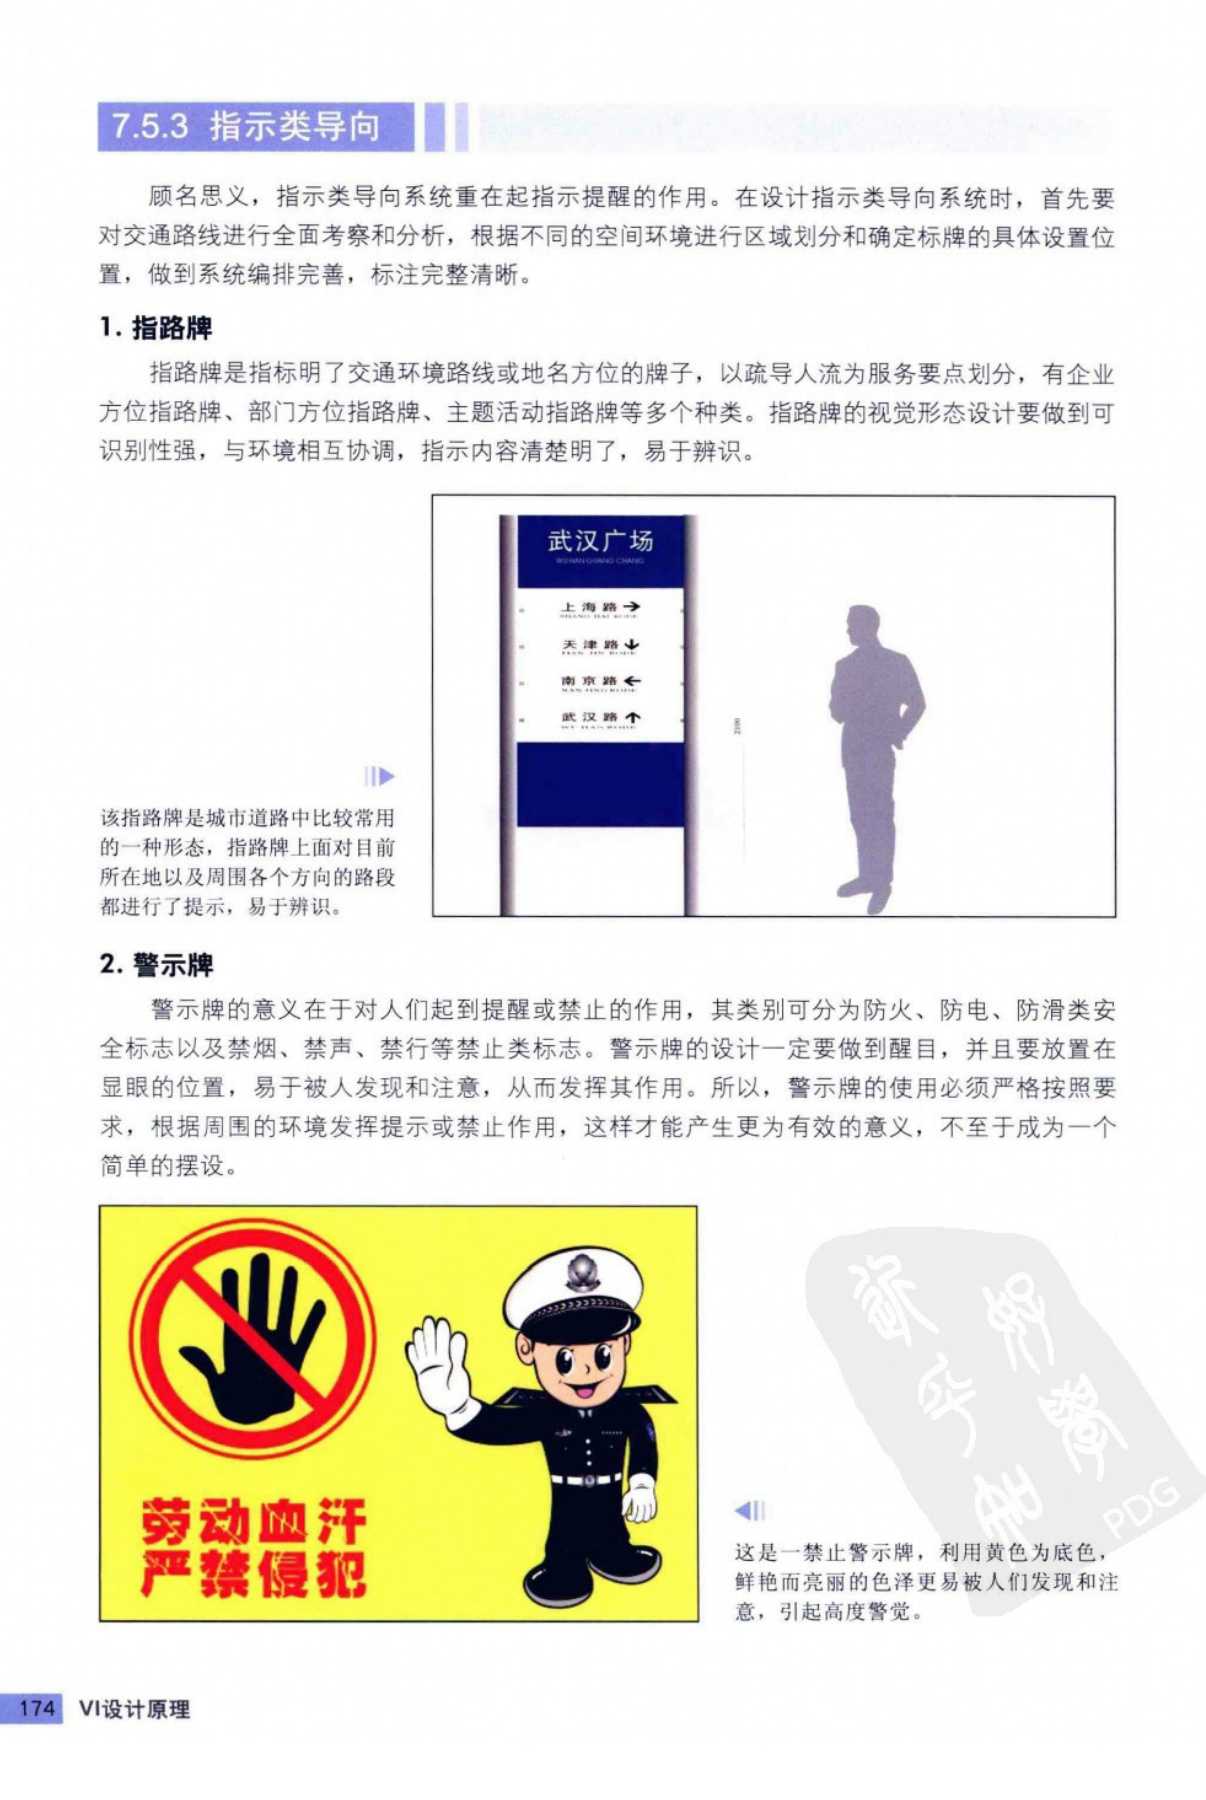 7.5.3 指示类导向
顾名思义，指示类导向系统重在起指示提醒的作用。在设计指示类导向系统时，首先要
对交通路线进行全面考察和分析，根据不同的空间环境进行区域划分和确定标牌的具体设置位
置，做到系统编排完善，标注完整清晰。
1. 指路牌
指路牌是指标明了交通环境路线或地名方位的牌子，以疏导人流为服务要点划分，有企业
方位指路牌、部门方位指路牌、主题活动指路牌等多个种类。指路牌的视觉形态设计要做到可
识别性强，与环境相互协调，指示内容清楚明了，易于辨识。
武汉广场
WUHAN GUANG CHANG
上海路→
天津路↓
南京路←
武汉路↑
2100
该指路牌是城市道路中比较常用
的一种形态，指路牌上面对目前
所在地以及周围各个方向的路段
都进行了提示，易于辨识。
2. 警示牌
警示牌的意义在于对人们起到提醒或禁止的作用，其类别可分为防火、防电、防滑类安
全标志以及禁烟、禁声、禁行等禁止类标志。警示牌的设计一定要做到醒目，并且要放置在
显眼的位置，易于被人发现和注意，从而发挥其作用。所以，警示牌的使用必须严格按照要
求，根据周围的环境发挥提示或禁止作用，这样才能产生更为有效的意义，不至于成为一个
简单的摆设。
劳动血汗
严禁侵犯
PDG
这是一禁止警示牌，利用黄色为底色，
鲜艳而亮丽的色泽更易被人们发现和注
意，引起高度警觉。
174 VI设计原理